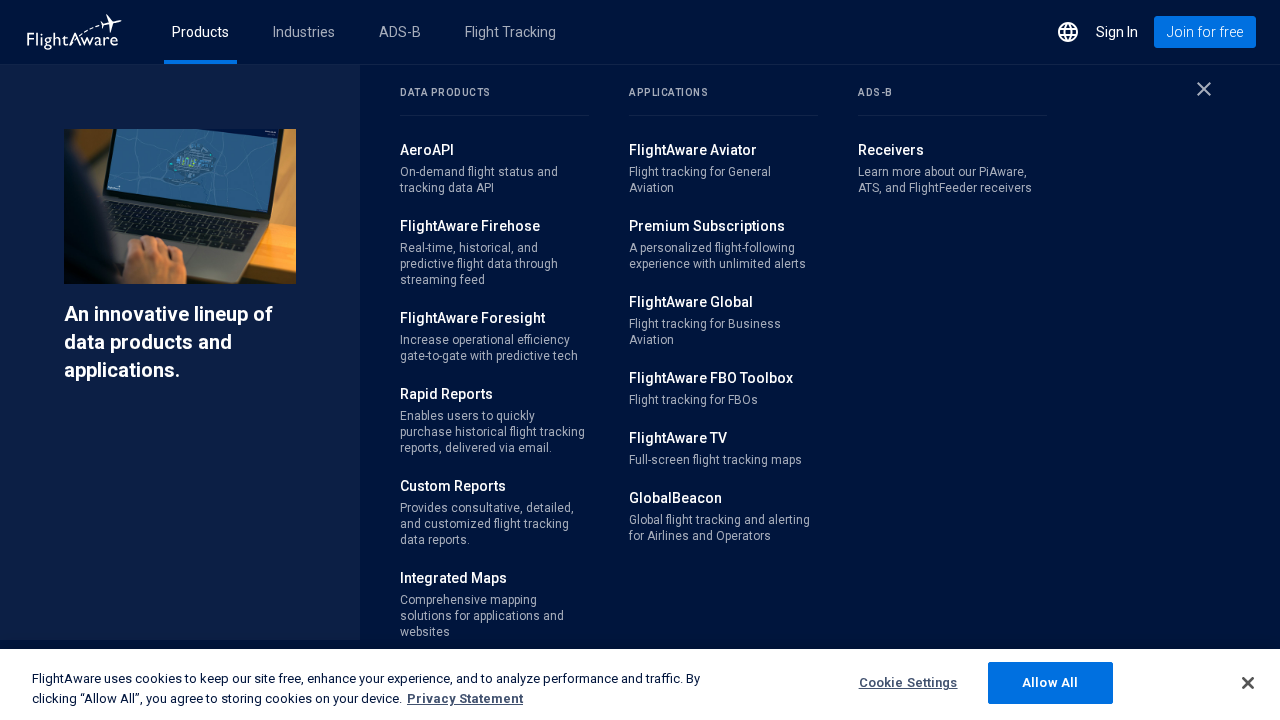 FlightAware
Products
Industries
ADS-B
Flight Tracking
Sign In
Join for free
An innovative lineup of
data products and
applications.
DATA PRODUCTS
AeroAPI
On-demand flight status and
tracking data API
FlightAware Firehose
Real-time, historical, and
predictive flight data through
streaming feed
FlightAware Foresight
Increase operational efficiency
gate-to-gate with predictive tech
Rapid Reports
Enables users to quickly
purchase historical flight tracking
reports, delivered via email.
Custom Reports
Provides consultative, detailed,
and customized flight tracking
data reports.
Integrated Maps
Comprehensive mapping
solutions for applications and
websites
APPLICATIONS
FlightAware Aviator
Flight tracking for General
Aviation
Premium Subscriptions
A personalized flight-following
experience with unlimited alerts
FlightAware Global
Flight tracking for Business
Aviation
FlightAware FBO Toolbox
Flight tracking for FBOs
FlightAware TV
Full-screen flight tracking maps
GlobalBeacon
Global flight tracking and alerting
for Airlines and Operators
ADS-B
Receivers
Learn more about our PiAware,
ATS, and FlightFeeder receivers
FlightAware uses cookies to keep our site free, enhance your experience, and to analyze performance and traffic. By
clicking “Allow All”, you agree to storing cookies on your device. Privacy Statement
Cookie Settings
Allow All